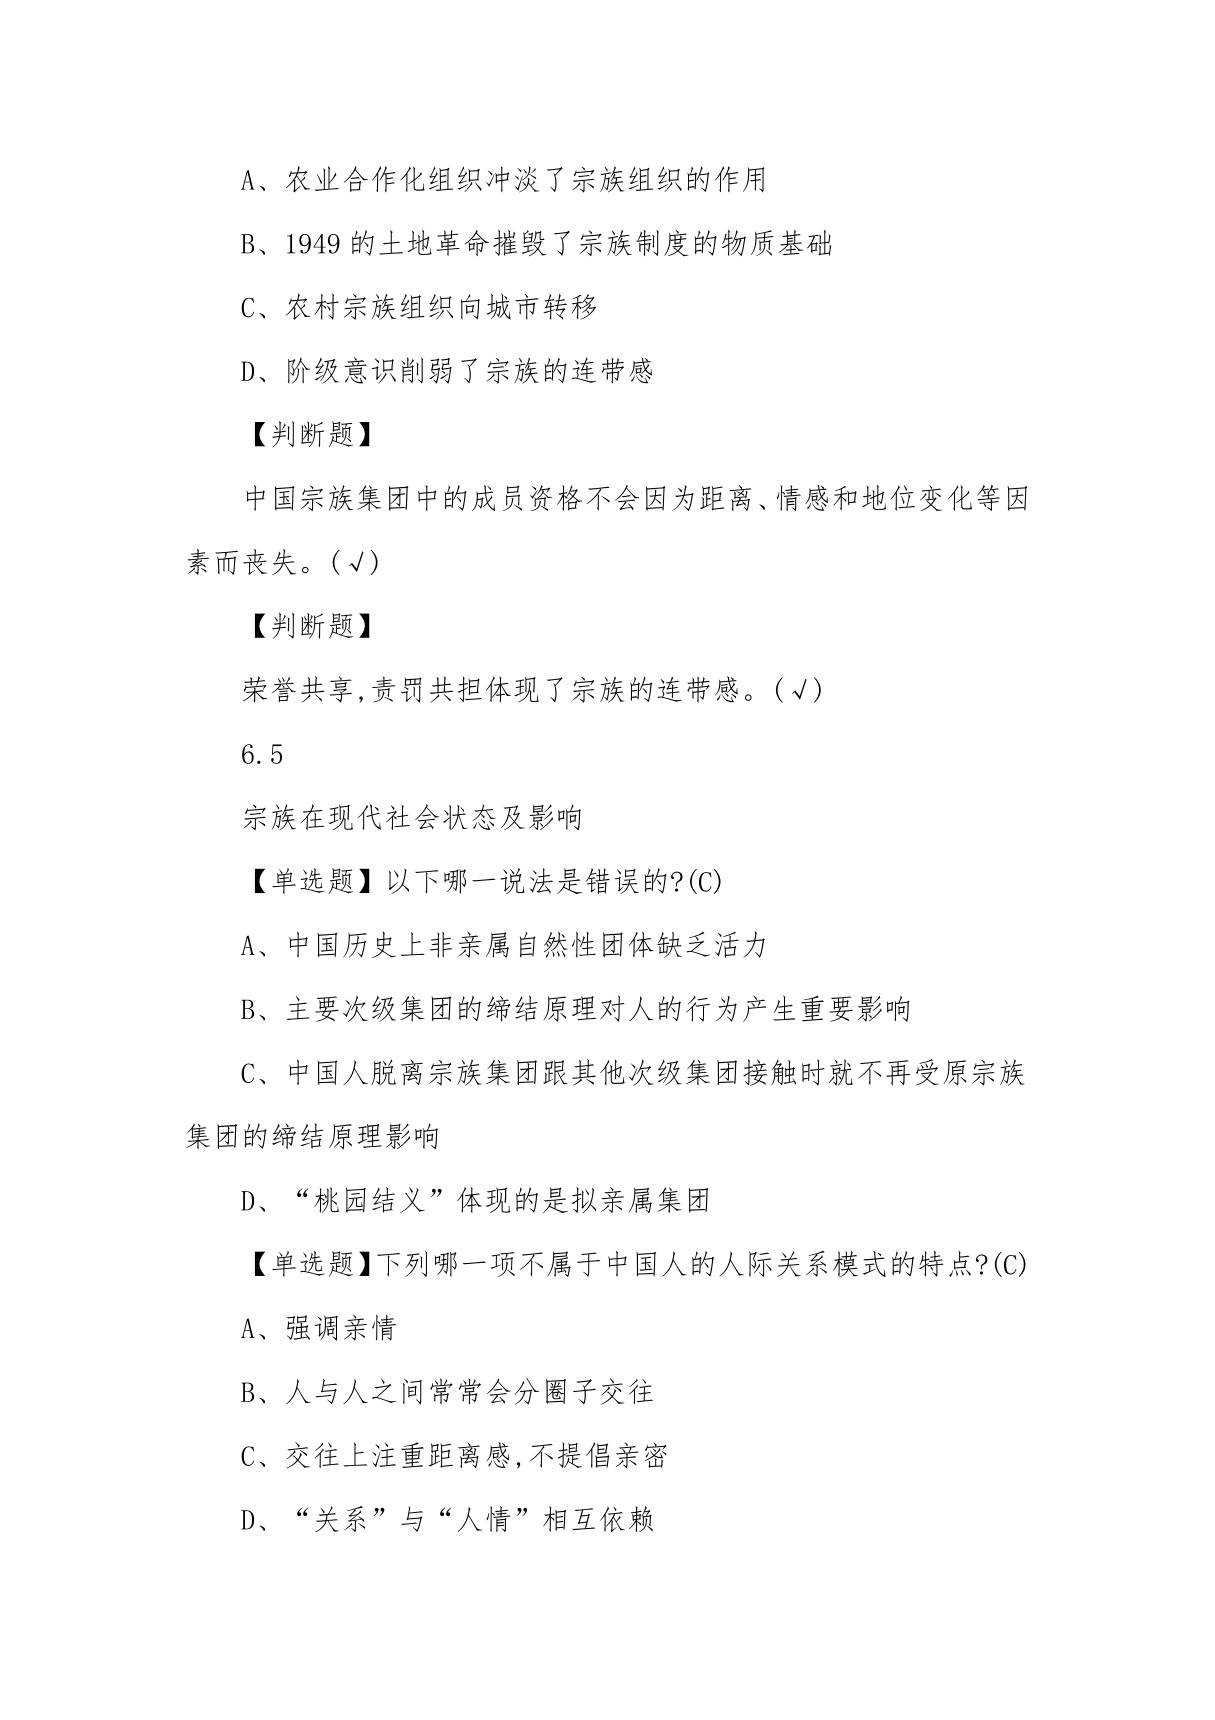 A、农业合作化组织冲淡了宗族组织的作用
B、1949 的土地革命摧毁了宗族制度的物质基础
C、农村宗族组织向城市转移
D、阶级意识削弱了宗族的连带感
【判断题】
中国宗族集团中的成员资格不会因为距离、情感和地位变化等因
素而丧失。(√)
【判断题】
荣誉共享,责罚共担体现了宗族的连带感。(√)
6.5
宗族在现代社会状态及影响
【单选题】以下哪一说法是错误的?(C)
A、中国历史上非亲属自然性团体缺乏活力
B、主要次级集团的缔结原理对人的行为产生重要影响
C、中国人脱离宗族集团跟其他次级集团接触时就不再受原宗族
集团的缔结原理影响
D、“桃园结义”体现的是拟亲属集团
【单选题】下列哪一项不属于中国人的人际关系模式的特点?(C)
A、强调亲情
B、人与人之间常常会分圈子交往
C、交往上注重距离感,不提倡亲密
D、“关系”与“人情”相互依赖